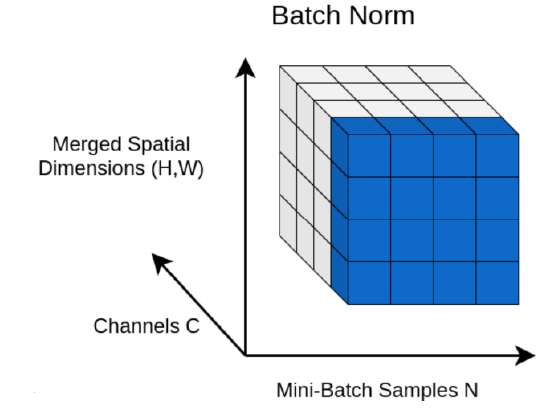 Batch Norm
Merged Spatial
Dimensions (H,W)
Channels C
Mini-Batch Samples N